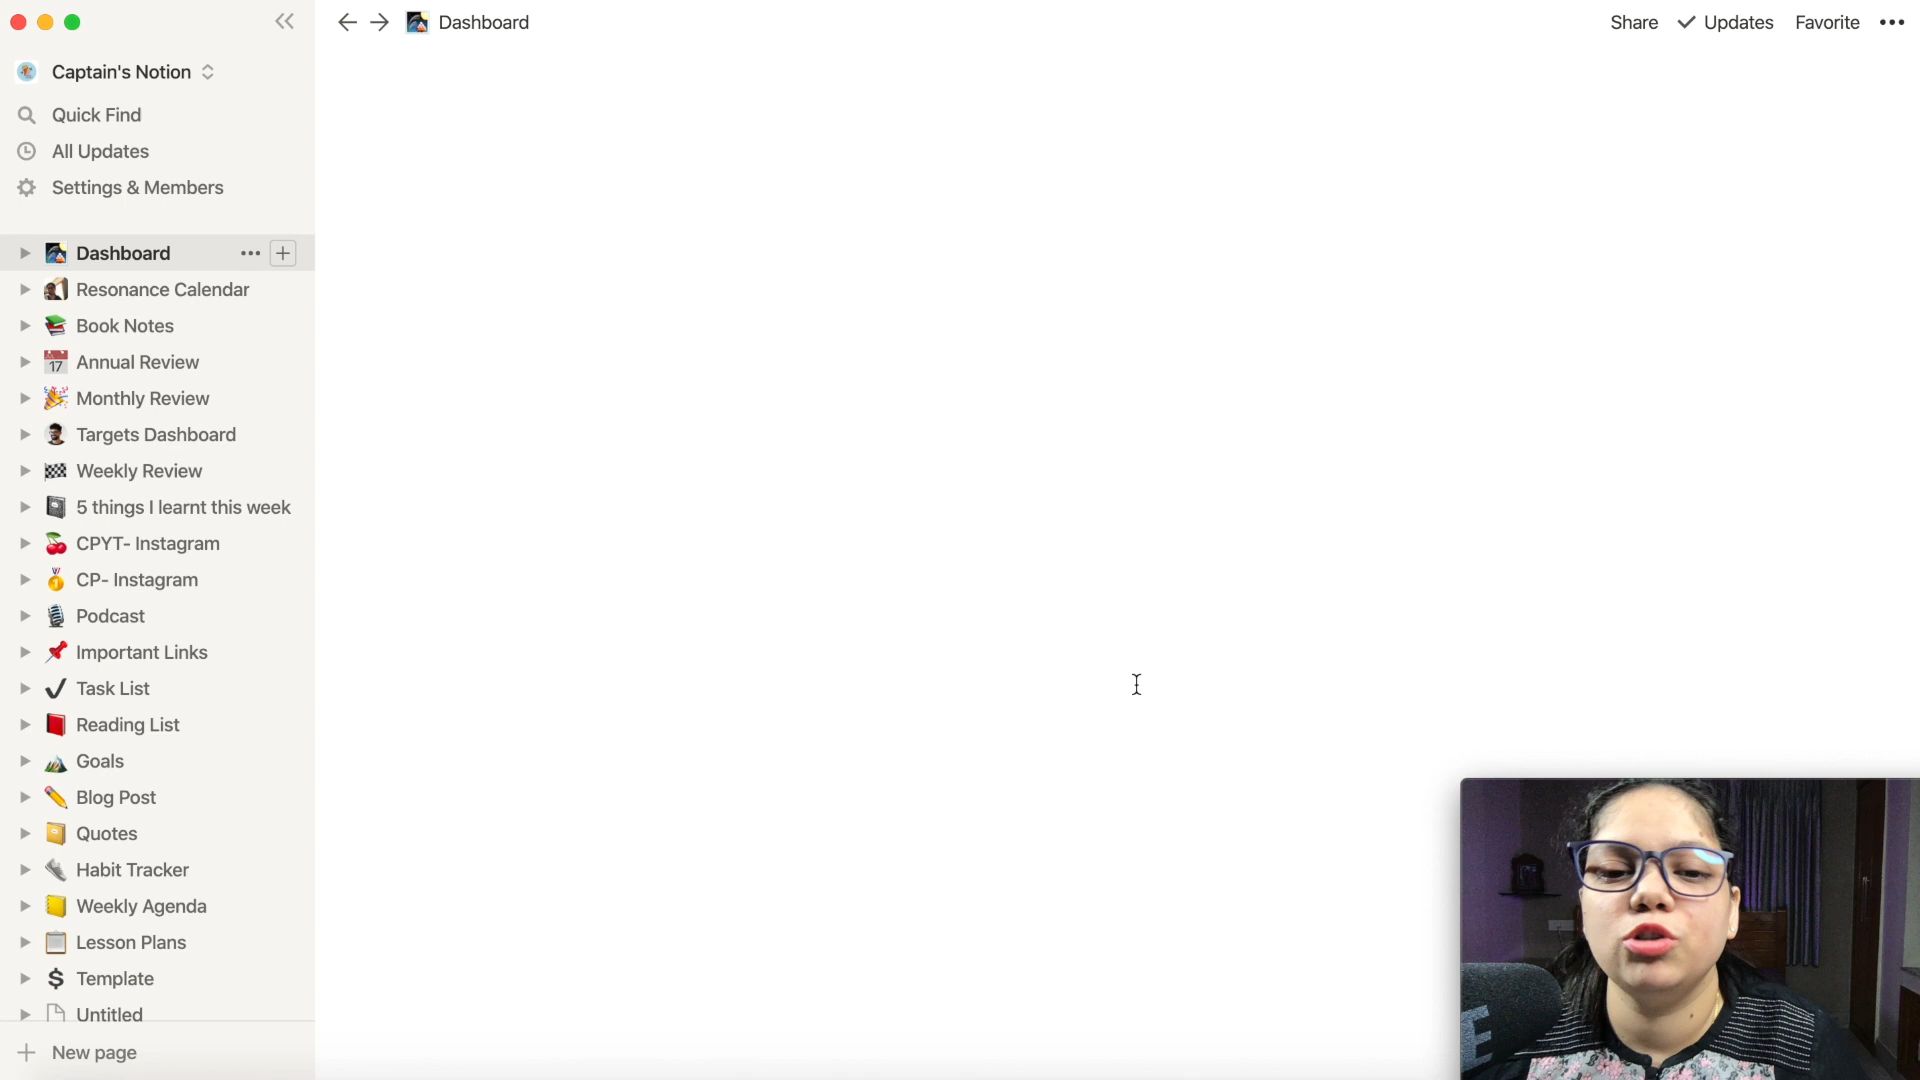 Dashboard
Share
Updates
Favorite
Captain's Notion
Quick Find
All Updates
Settings & Members
Dashboard
Resonance Calendar
Book Notes
17
Annual Review
Monthly Review
Targets Dashboard
Weekly Review
5 things I learnt this week
CPYT- Instagram
1
CP- Instagram
Podcast
Important Links
Task List
Reading List
Goals
Blog Post
Quotes
Habit Tracker
Weekly Agenda
Lesson Plans
Template
Untitled
New page